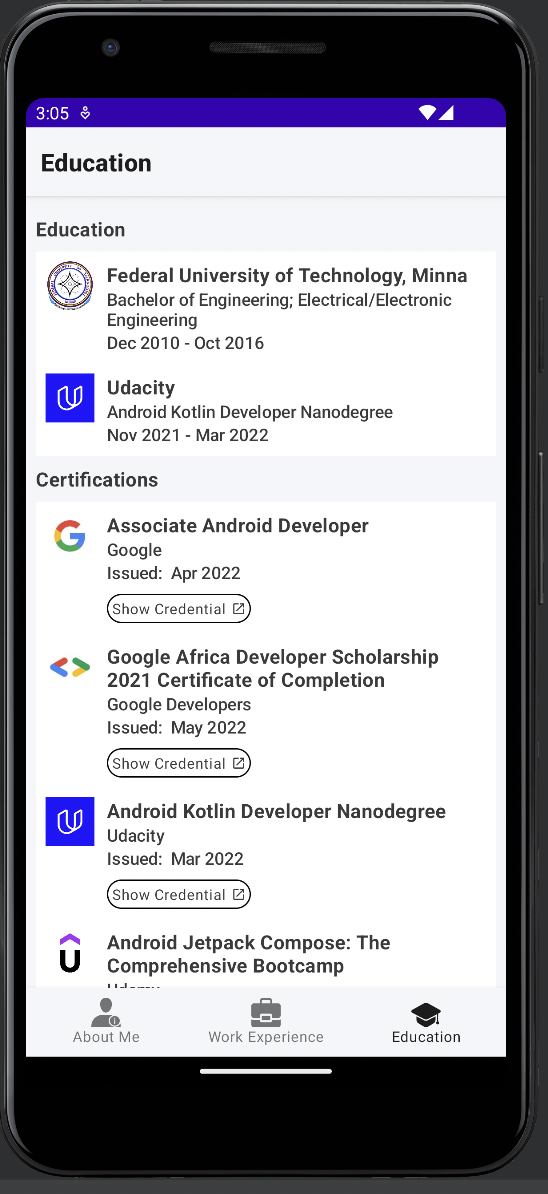 3:05
Education
Education
Federal University of Technology, Minna
Bachelor of Engineering; Electrical/Electronic
Engineering
Dec 2010 - Oct 2016
Udacity
Android Kotlin Developer Nanodegree
Nov 2021 - Mar 2022
Certifications
Associate Android Developer
Google
Issued: Apr 2022
Show Credential
Google Africa Developer Scholarship
2021 Certificate of Completion
Google Developers
Issued: May 2022
Show Credential
Android Kotlin Developer Nanodegree
Udacity
Issued: Mar 2022
Show Credential
Android Jetpack Compose: The
Comprehensive Bootcamp
About Me
Work Experience
Education